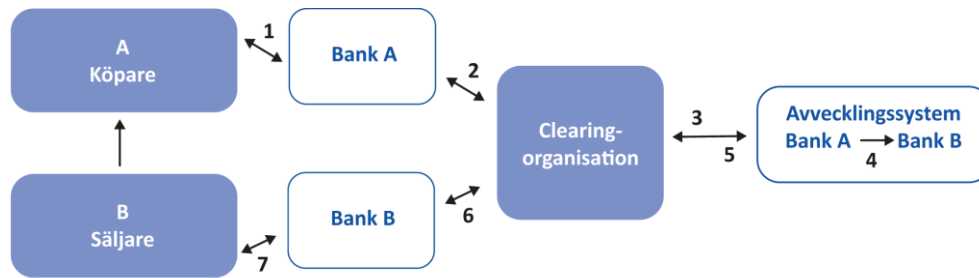 A
Köpare
1
Bank A
2
Clearing-
organisation
3
5
Avvecklingssystem
Bank A
Bank B
4
B
Säljare
7
Bank B
6